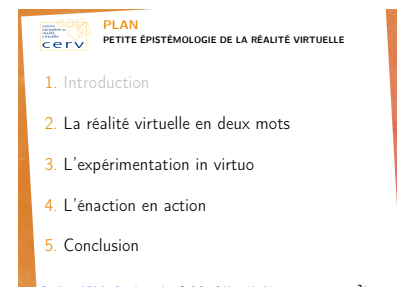 centre
européen de
réalité
virtuelle
cerv
PLAN
PETITE ÉPISTÉMOLOGIE DE LA RÉALITÉ VIRTUELLE
1. Introduction
2. La réalité virtuelle en deux mots
3. L'expérimentation in virtuo
4. L'énaction en action
5. Conclusion